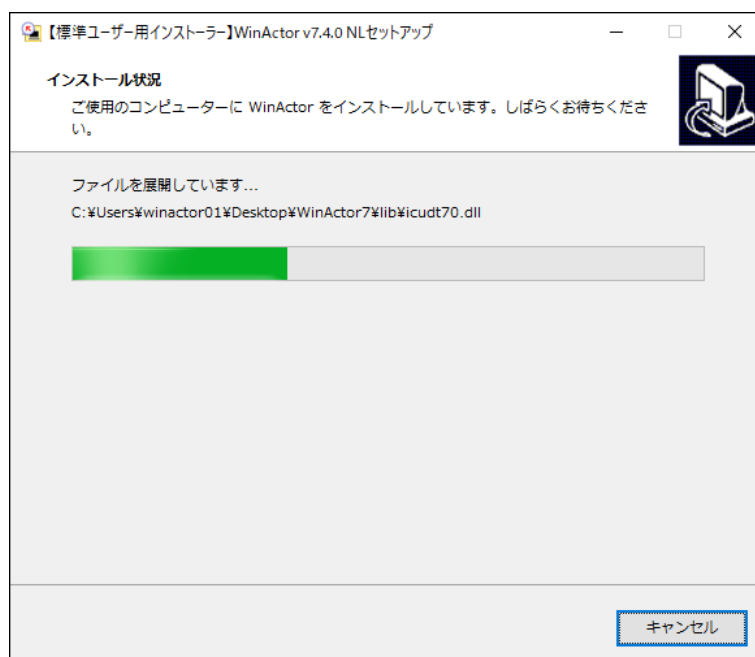 【標準ユーザー用インストーラー】WinActor v7.4.0 NLセットアップ
インストール状況
ご使用のコンピューターに WinActor をインストールしています。しばらくお待ちくださ
い。
ファイルを展開しています...
C:¥Users¥winactor01¥Desktop¥WinActor7¥lib¥icudt70.dll
キャンセル